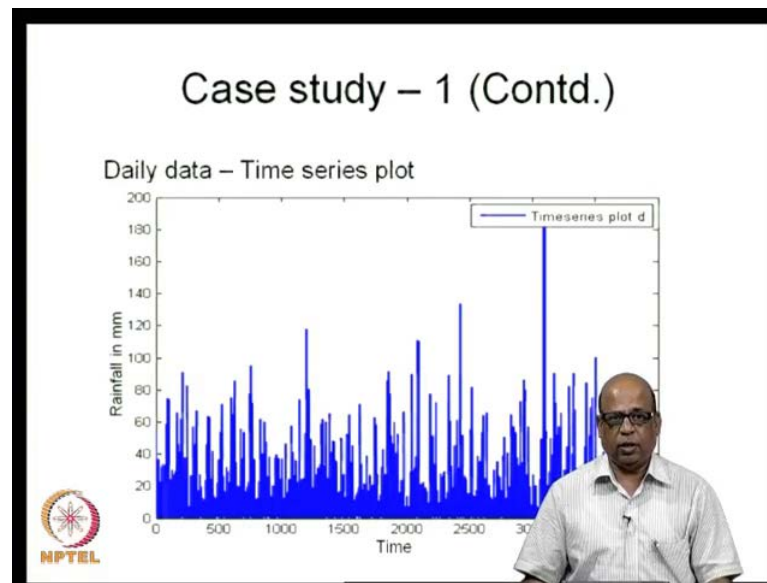 Case study – 1 (Contd.)
Daily data – Time series plot
200
180
160
140
120
100
80
60
40
20
0
Rainfall in mm
Timeseries plot d
0
500
1000
1500
2000
2500
Time
NPTEL